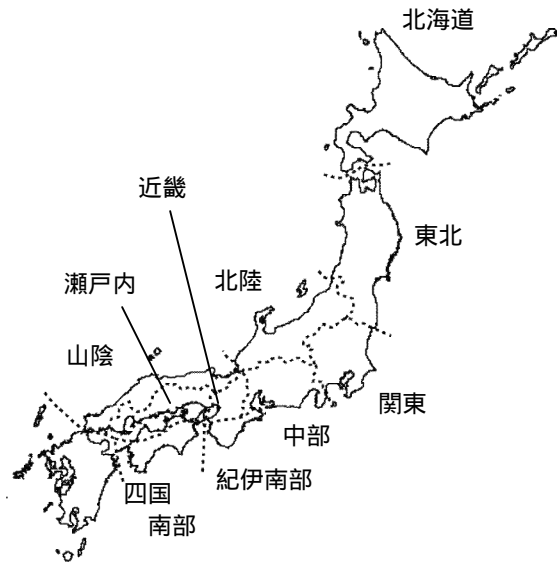 北海道
近畿
東北
北陸
瀬戸内
山陰
関東
中部
紀伊南部
四国
南部